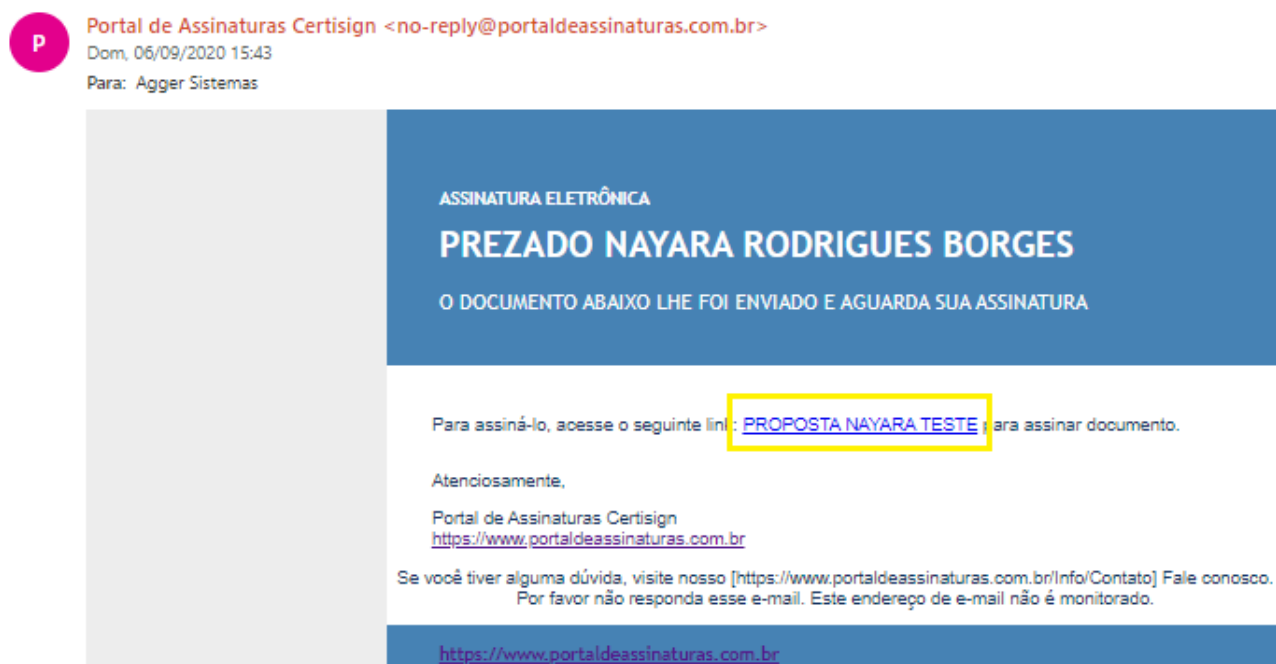 P
Portal de Assinaturas Certisign <no-reply@portaldeassinaturas.com.br>
Dom, 06/09/2020 15:43
Para: Agger Sistemas
ASSINATURA ELETRÔNICA
PREZADO NAYARA RODRIGUES BORGES
O DOCUMENTO ABAIXO LHE FOI ENVIADO E AGUARDA SUA ASSINATURA
Para assiná-lo, acesse o seguinte link: PROPOSTA NAYARA TESTE para assinar documento.
Atenciosamente,
Portal de Assinaturas Certisign
https://www.portaldeassinaturas.com.br
Se você tiver alguma dúvida, visite nosso [https://www.portaldeassinaturas.com.br/Info/Contato] Fale conosco.
Por favor não responda esse e-mail. Este endereço de e-mail não é monitorado.
https://www.portaldeassinaturas.com.br